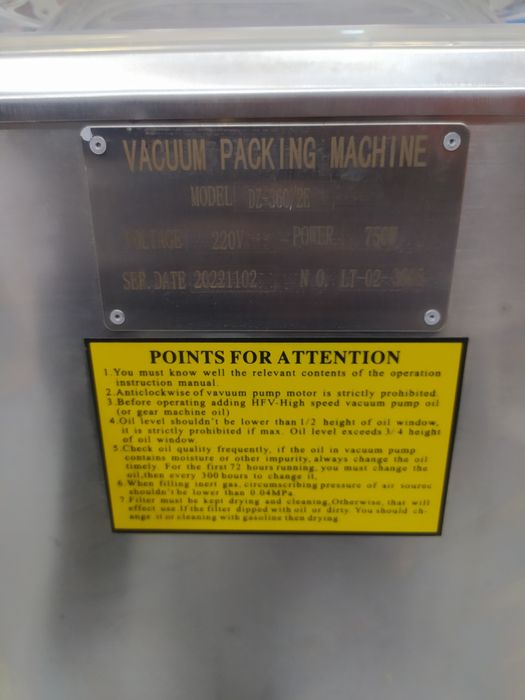 VACUUM PACKING MACHINE
MODEL DZ-360/2E
VOLTAGE 220V POWER 750W
SER. DATE 20221102 N O. LT-02-
POINTS FOR ATTENTION
1.You must know well the relevant contents of the operation
instruction manual.
2.Anticlockwise of vavuum pump motor is strictly prohibited.
3.Before operating adding HFV-High speed vacuum pump oil
(or gear machine oil)
4.Oil level shouldn't be lower than 1/2 height of oil window,
it is strictly prohibited if max. Oil level exceeds 3/4 height
of oil window.
5.Check oil quality frequently, if the oil in vacuum pump
contains moisture or other impurity, always change the oil
timely. For the first 72 hours running, you must change the
oil,then every 300 hours to change it.
6.When filling inert gas, circumscribing pressure of air source
shouldn't be lower than 0.04MPa.
7.Filter must be kept drying and cleaning,Otherwise, that will
effect use.If the filter dipped with oil or dirty. You should ch-
ange it or cleaning with gasoline then drying.